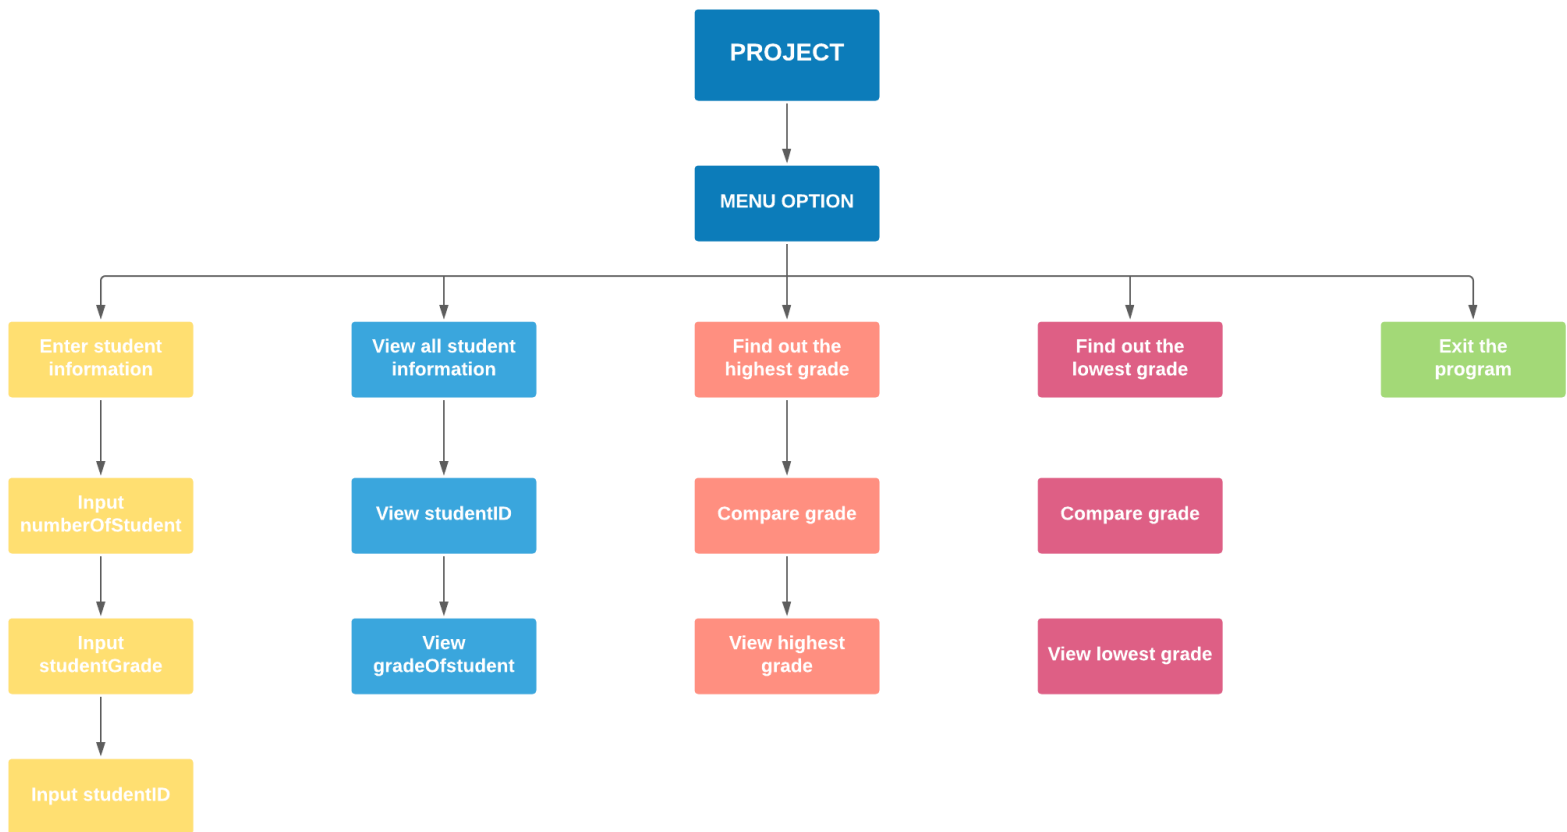 PROJECT
MENU OPTION
Enter student
information
View all student
information
Find out the
highest grade
Find out the
lowest grade
Exit the
program
Input
numberOfStudent
View studentID
Compare grade
Compare grade
Input
studentGrade
View
gradeOfstudent
View highest
grade
View lowest grade
Input studentID